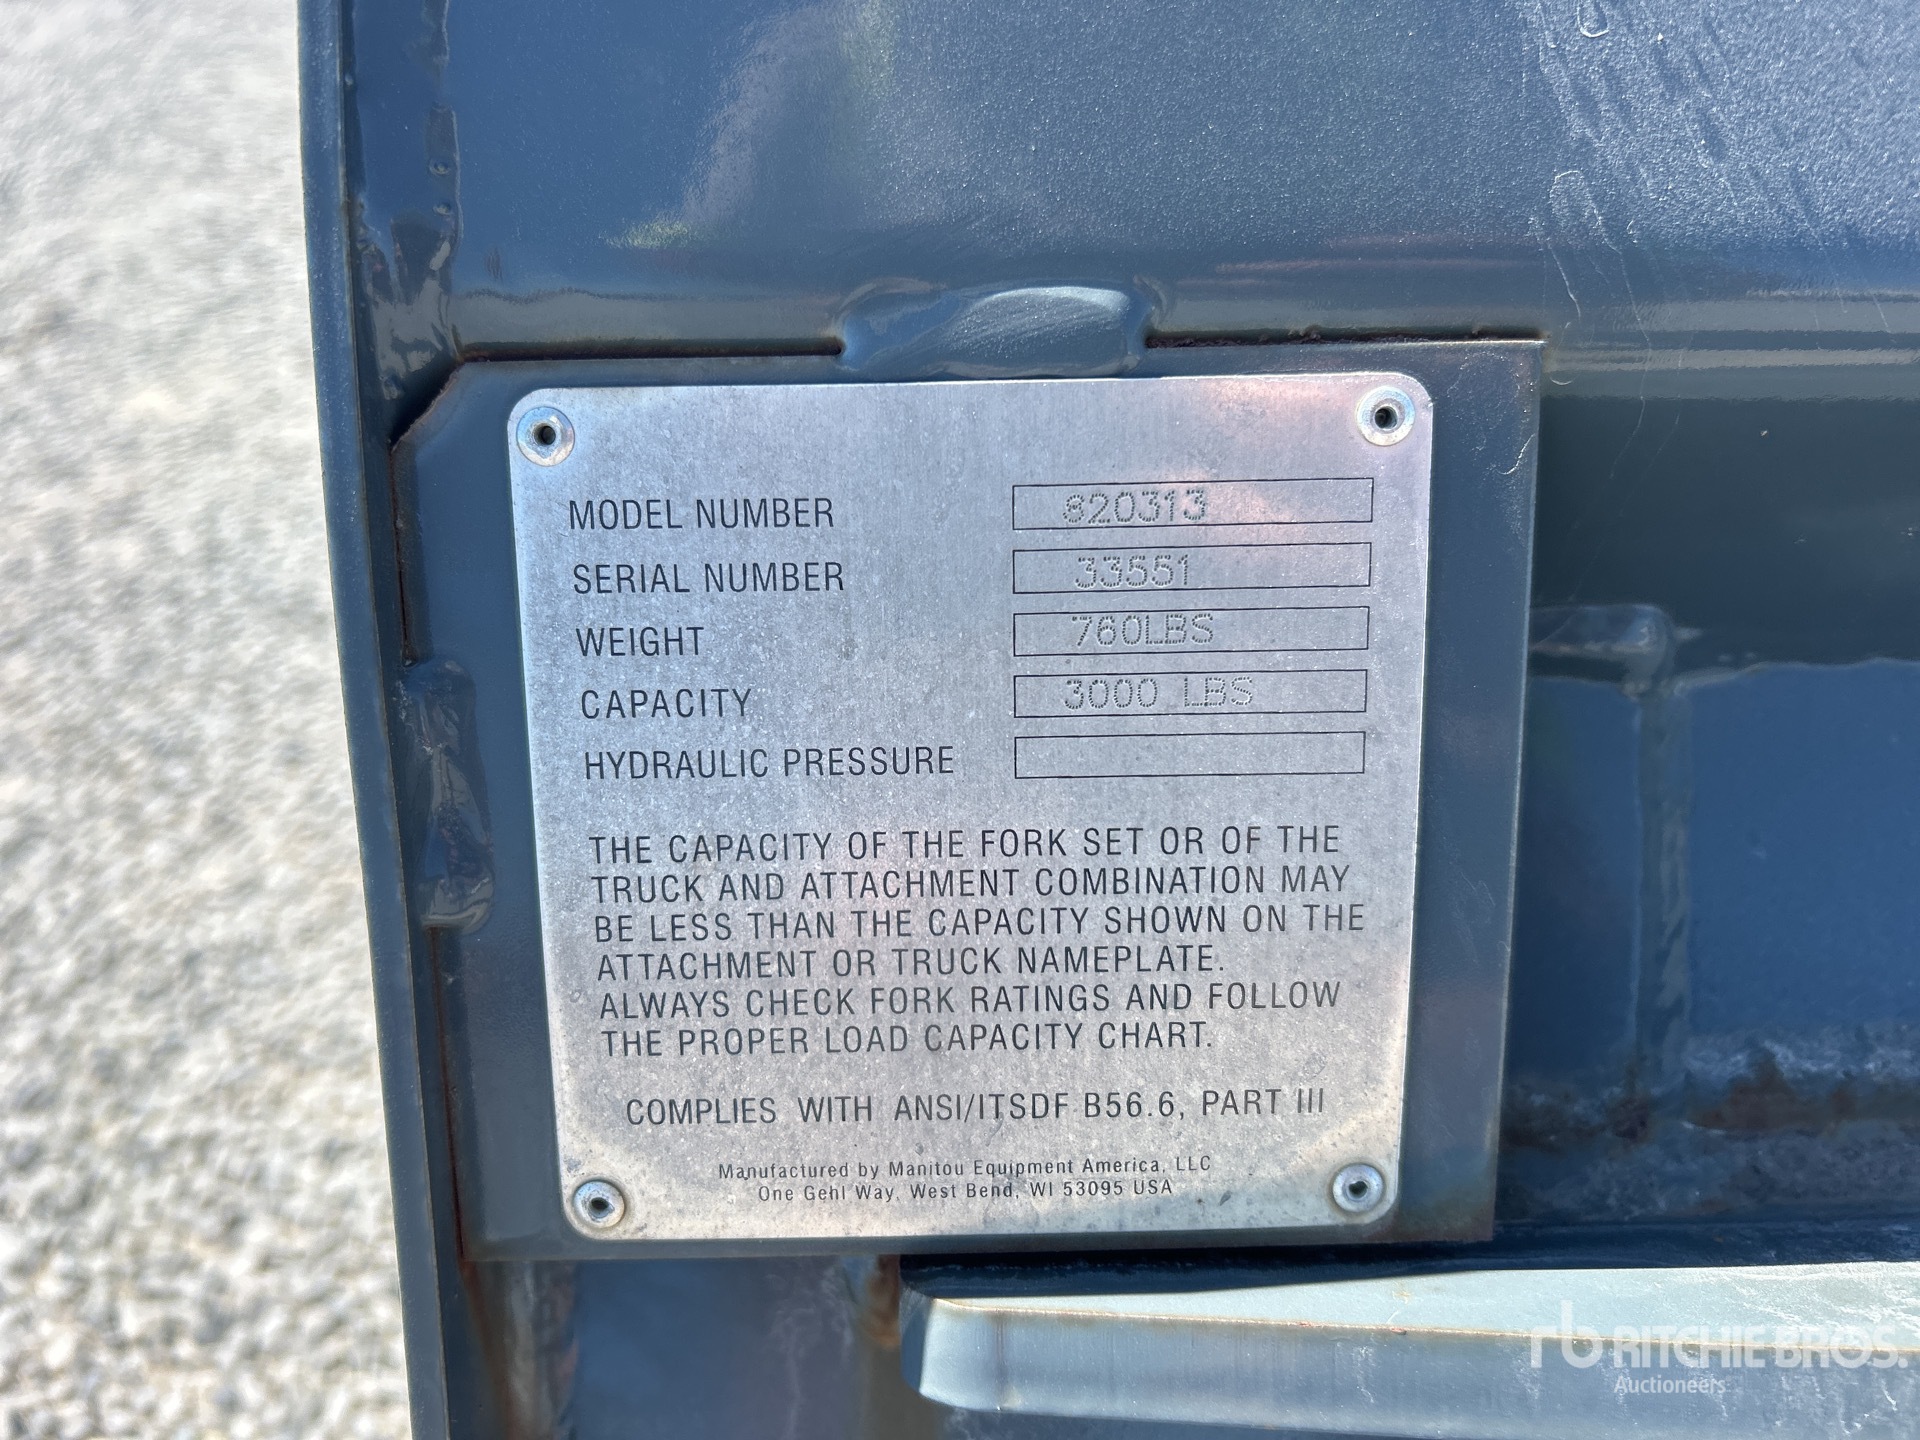 MODEL NUMBER 820313
SERIAL NUMBER 33551
WEIGHT 760LBS
CAPACITY 3000 LBS
HYDRAULIC PRESSURE
THE CAPACITY OF THE FORK SET OR OF THE
TRUCK AND ATTACHMENT COMBINATION MAY
BE LESS THAN THE CAPACITY SHOWN ON THE
ATTACHMENT OR TRUCK NAMEPLATE.
ALWAYS CHECK FORK RATINGS AND FOLLOW
THE PROPER LOAD CAPACITY CHART.
COMPLIES WITH ANSI/ITSDF B56.6, PART III
Manufactured by Manitou Equipment America, LLC
One Gehl Way, West Bend, WI 53095 USA
rb RITCHIE BROS.
Auctioneers